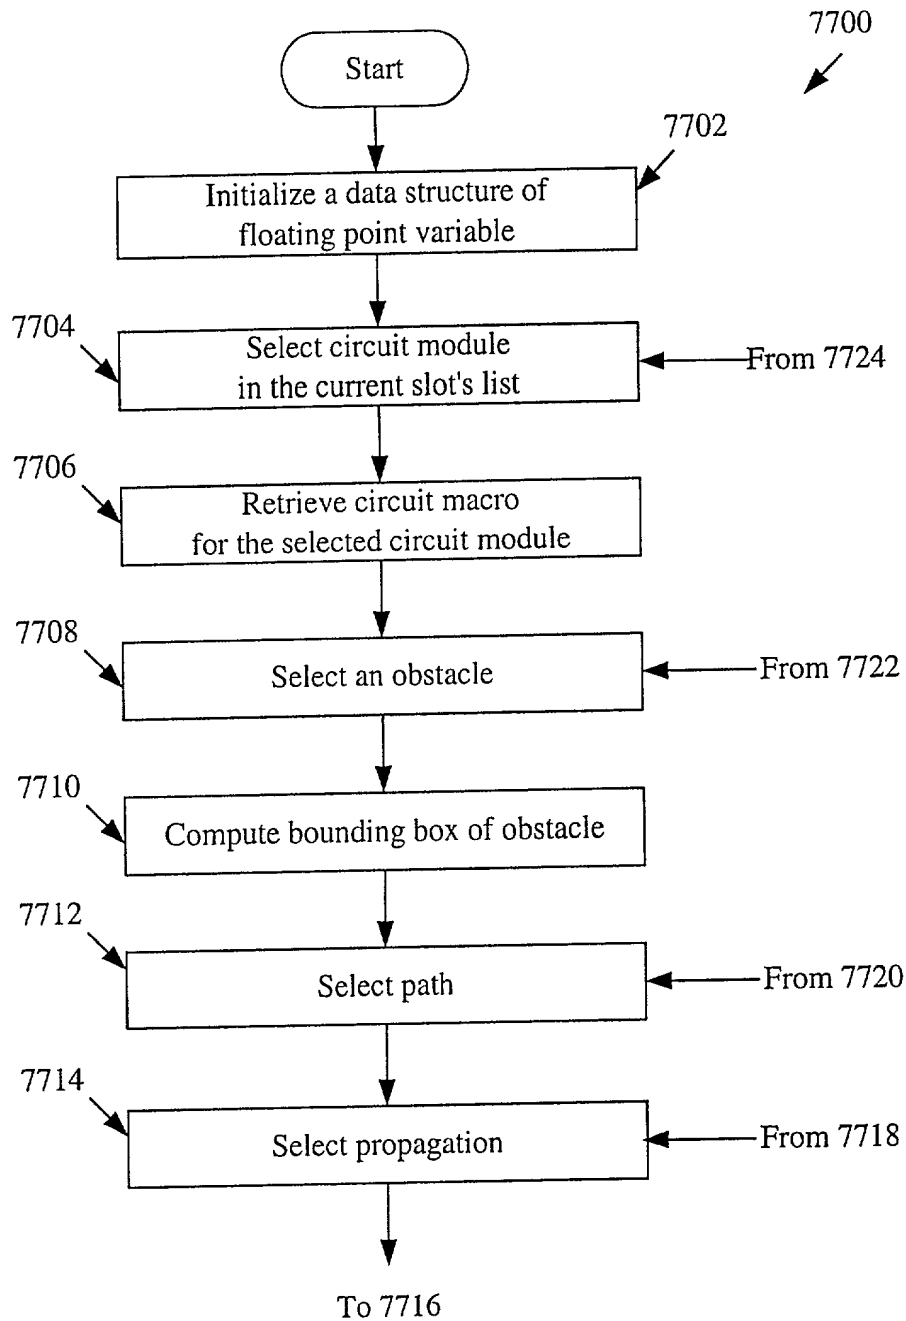 7700
Start
7702
Initialize a data structure of
floating point variable
7704
Select circuit module
in the current slot's list
From 7724
7706
Retrieve circuit macro
for the selected circuit module
7708
Select an obstacle
From 7722
7710
Compute bounding box of obstacle
7712
Select path
From 7720
7714
Select propagation
From 7718
To 7716